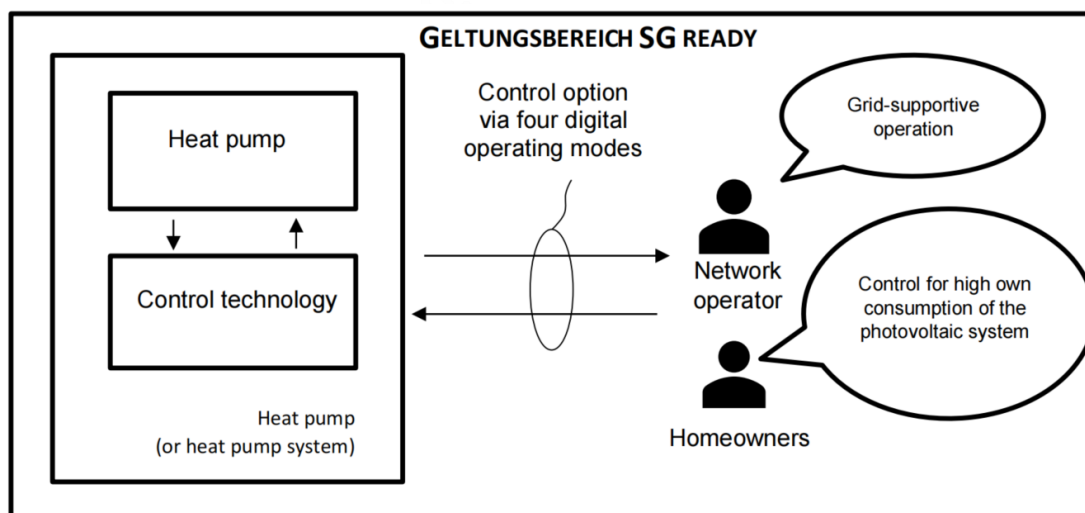 GELTUNGSBEREICH SG READY
Heat pump
Control technology
Heat pump
(or heat pump system)
Control option
via four digital
operating modes
Grid-supportive
operation
Network
operator
Control for high own
consumption of the
photovoltaic system
Homeowners